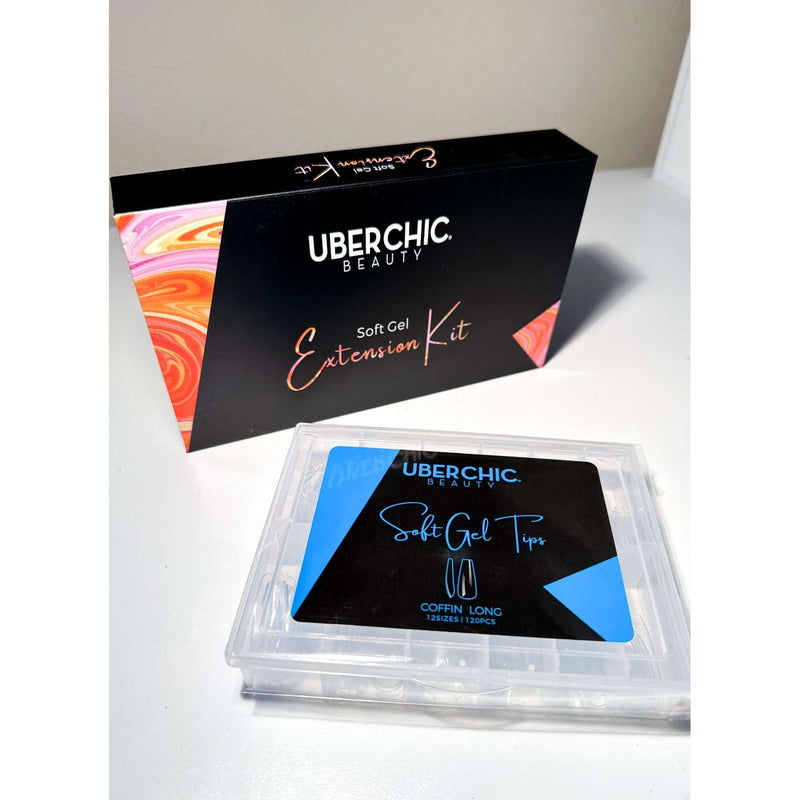 Soft Gel
Extension Kit
UBERCHIC®
BEAUTY
Soft Gel
Extension Kit
UBERCHIC
UBERCHIC®
BEAUTY
Soft Gel Tips
COFFIN LONG
12SIZES | 120PCS